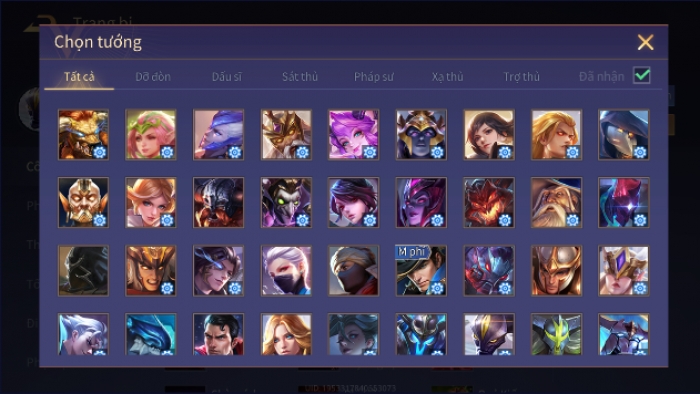 Trang bị
Chọn tướng
Tất cả
Đỡ đòn
Đấu sĩ
Sát thủ
Pháp sư
Xạ thủ
Trợ thủ
Đã nhận
M phí